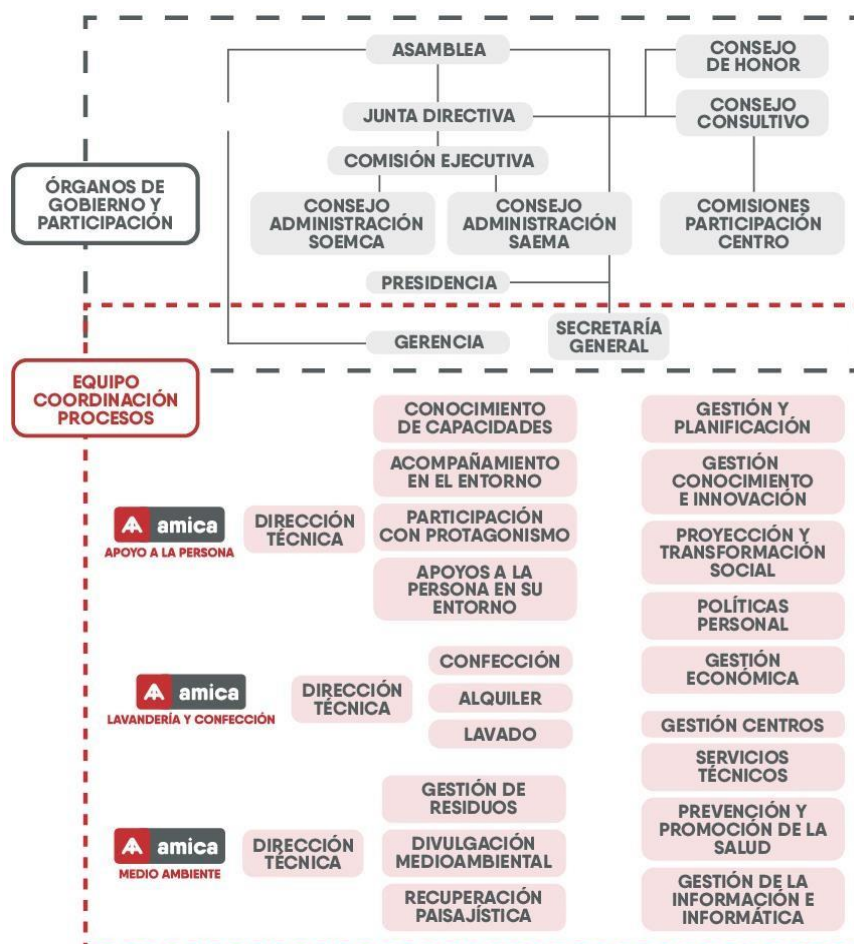 ASAMBLEA
CONSEJO
DE HONOR
JUNTA DIRECTIVA
CONSEJO
CONSULTIVO
COMISIÓN EJECUTIVA
ÓRGANOS DE
GOBIERNO Y
PARTICIPACIÓN
CONSEJO
ADMINISTRACIÓN
SOEMCA
CONSEJO
ADMINISTRACIÓN
SAEMA
COMISIONES
PARTICIPACIÓN
CENTRO
PRESIDENCIA
GERENCIA
SECRETARÍA
GENERAL
EQUIPO
COORDINACIÓN
PROCESOS
amica
APOYO A LA PERSONA
DIRECCIÓN
TÉCNICA
CONOCIMIENTO
DE CAPACIDADES
ACOMPAÑAMIENTO
EN EL ENTORNO
PARTICIPACIÓN
CON PROTAGONISMO
APOYOS A LA
PERSONA EN SU
ENTORNO
amica
LAVANDERÍA Y CONFECCIÓN
DIRECCIÓN
TÉCNICA
CONFECCIÓN
ALQUILER
LAVADO
amica
MEDIO AMBIENTE
DIRECCIÓN
TÉCNICA
GESTIÓN DE
RESIDUOS
DIVULGACIÓN
MEDIOAMBIENTAL
RECUPERACIÓN
PAISAJÍSTICA
GESTIÓN Y
PLANIFICACIÓN
GESTIÓN
CONOCIMIENTO
E INNOVACIÓN
PROYECCIÓN Y
TRANSFORMACIÓN
SOCIAL
POLÍTICAS
PERSONAL
GESTIÓN
ECONÓMICA
GESTIÓN CENTROS
SERVICIOS
TÉCNICOS
PREVENCIÓN Y
PROMOCIÓN DE LA
SALUD
GESTIÓN DE LA
INFORMACIÓN E
INFORMÁTICA